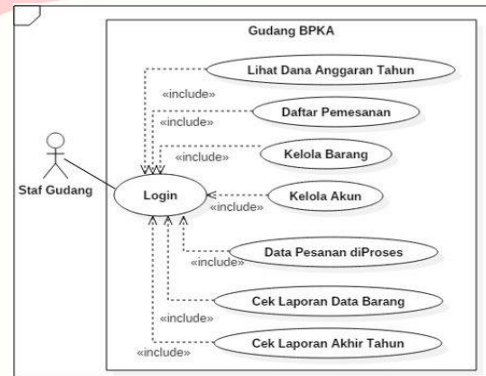 Gudang BPKA
Lihat Dana Anggaran Tahun
«include»
Daftar Pemesanan
«include»
Kelola Barang
«include»
Staf Gudang
Login
Kelola Akun
«include»
Data Pesanan diProses
«include»
Cek Laporan Data Barang
«include»
Cek Laporan Akhir Tahun
«include»